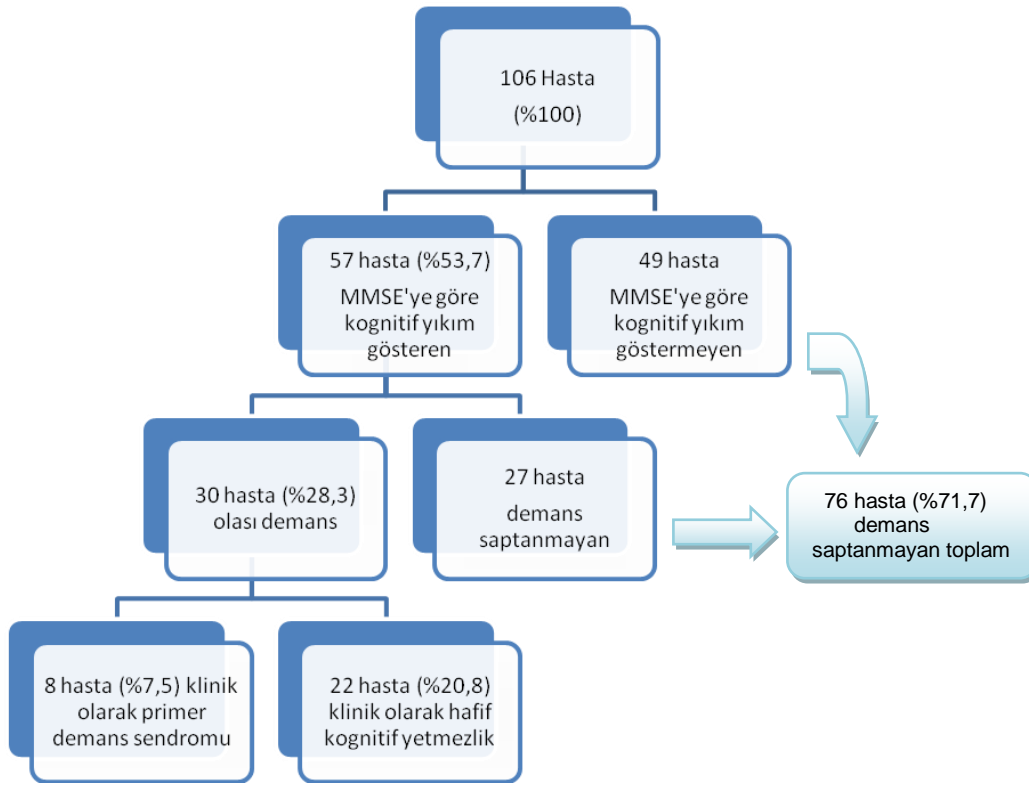 106 Hasta
(%100)
57 hasta (%53,7)
MMSE'ye göre
kognitif yıkım
gösteren
49 hasta
MMSE'ye göre
kognitif yıkım
göstermeyen
30 hasta (%28,3)
olası demans
27 hasta
demans
saptanmayan
76 hasta (%71,7)
demans
saptanmayan toplam
8 hasta (%7,5) klinik
olarak primer
demans sendromu
22 hasta (%20,8)
klinik olarak hafif
kognitif yetmezlik